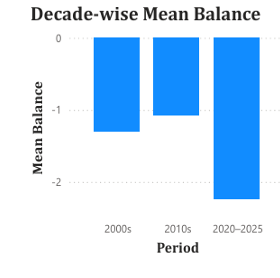 Decade-wise Mean Balance
0
-1
-2
Mean Balance
2000s 2010s 2020–2025
Period